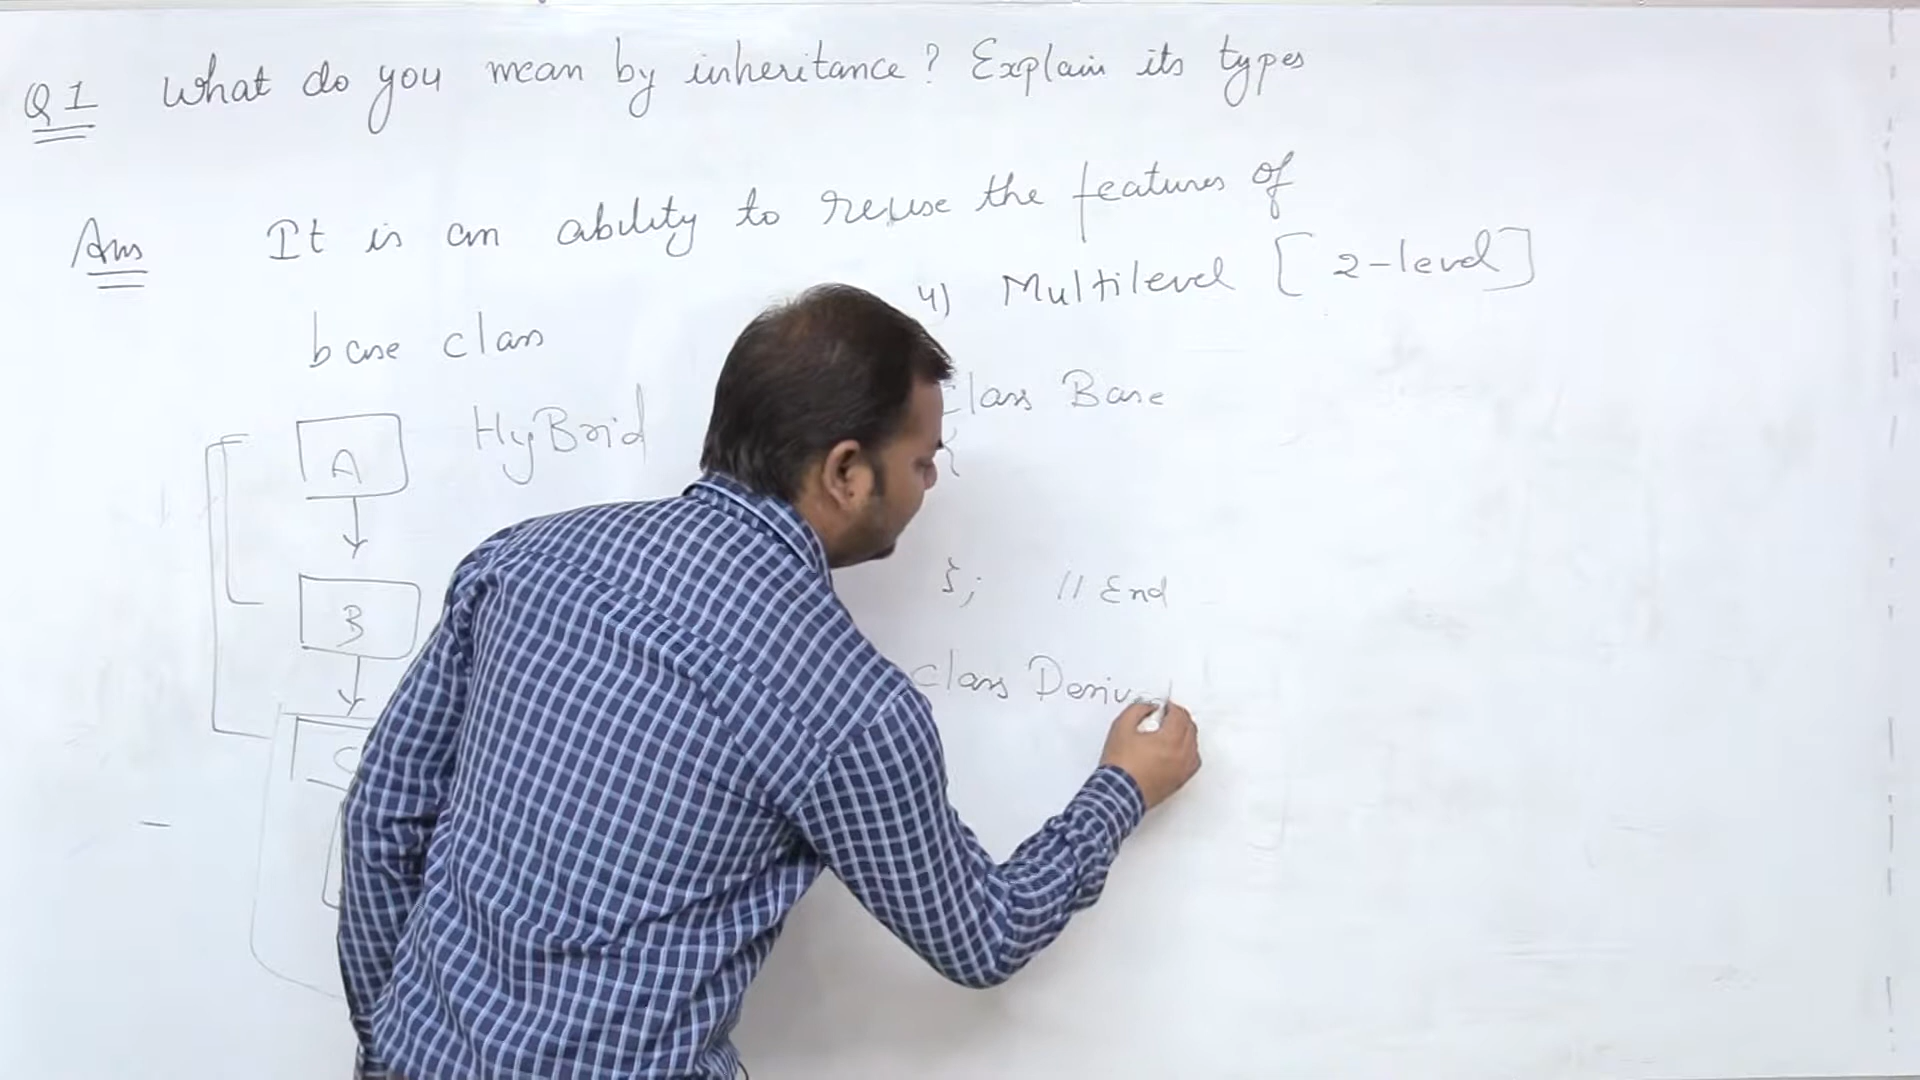 Q1 What do you mean by inheritance? Explain its types
Ans It is an ability to reuse the features of
base class
4) Multilevel [2-level]
HyBrid
A
B
C
class Base
{
}; // End
class Deriv